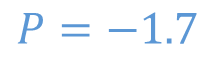 P = −1.7